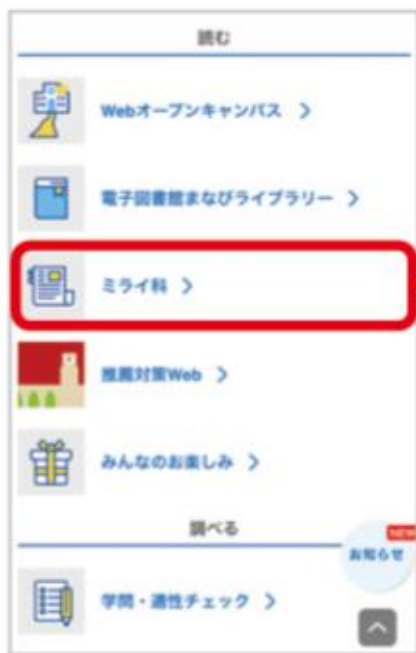 読む
Webオープンキャンパス >
電子図書館まなびライブラリー >
ミライ科 >
推薦対策Web >
みんなのお楽しみ >
調べる
NEW
お知らせ
学問・適性チェック >